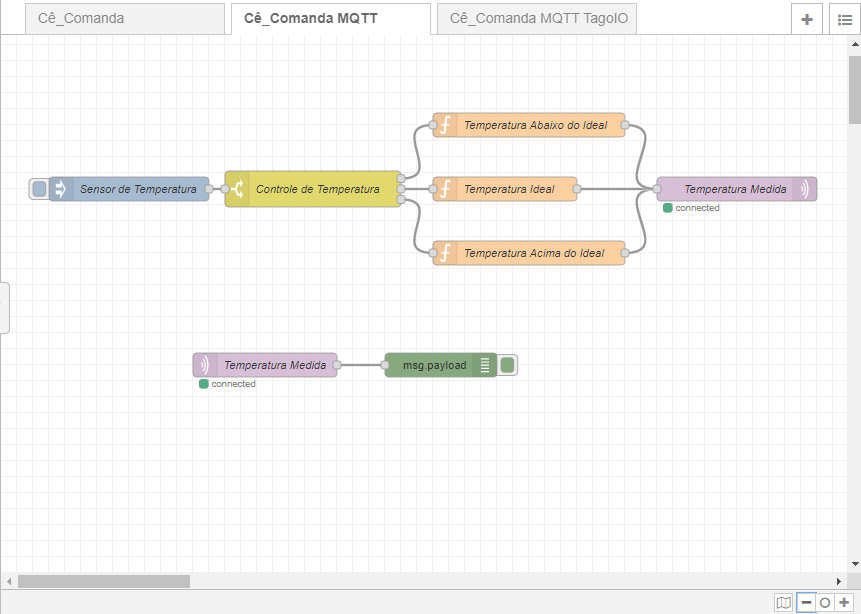 Cê_Comanda
Cê_Comanda MQTT
Cê_Comanda MQTT TagoIO
Temperatura Abaixo do Ideal
Sensor de Temperatura
Controle de Temperatura
Temperatura Ideal
Temperatura Medida
connected
Temperatura Acima do Ideal
Temperatura Medida
msg.payload
connected